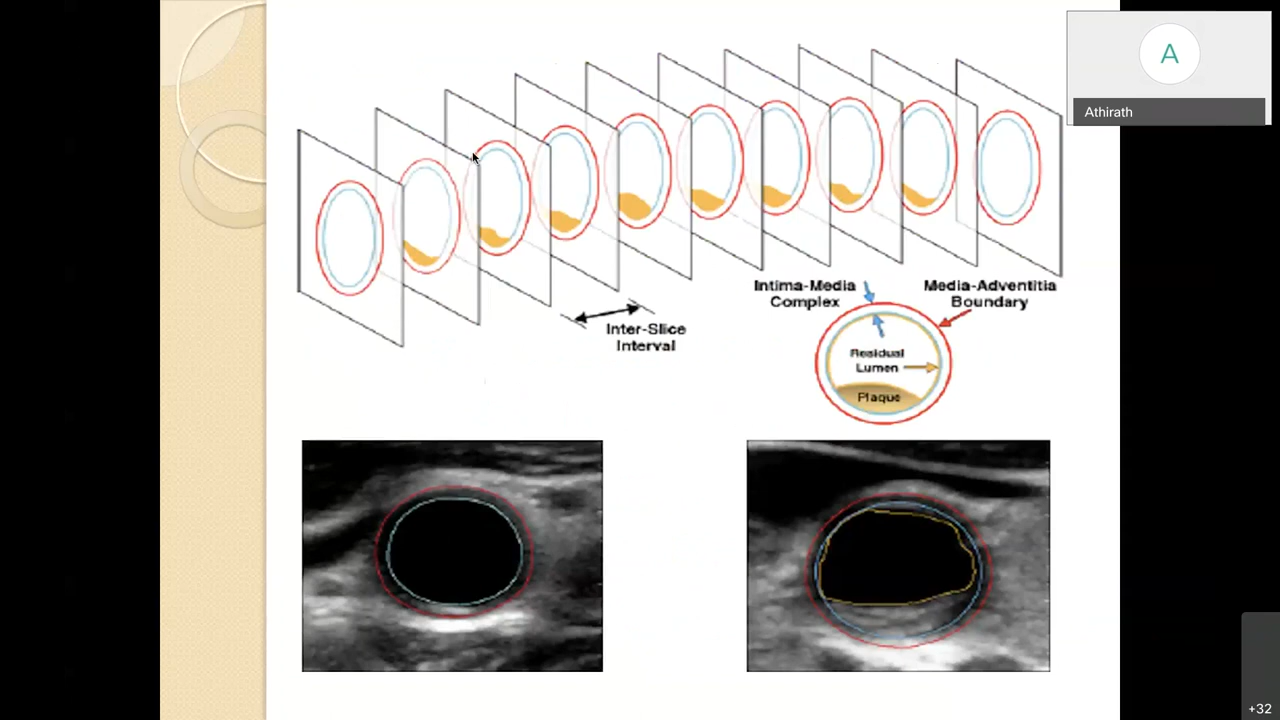 A
Athirath
Intima-Media
Complex
Media-Adventitia
Boundary
Inter-Slice
Interval
Residual
Lumen
Plaque
+32